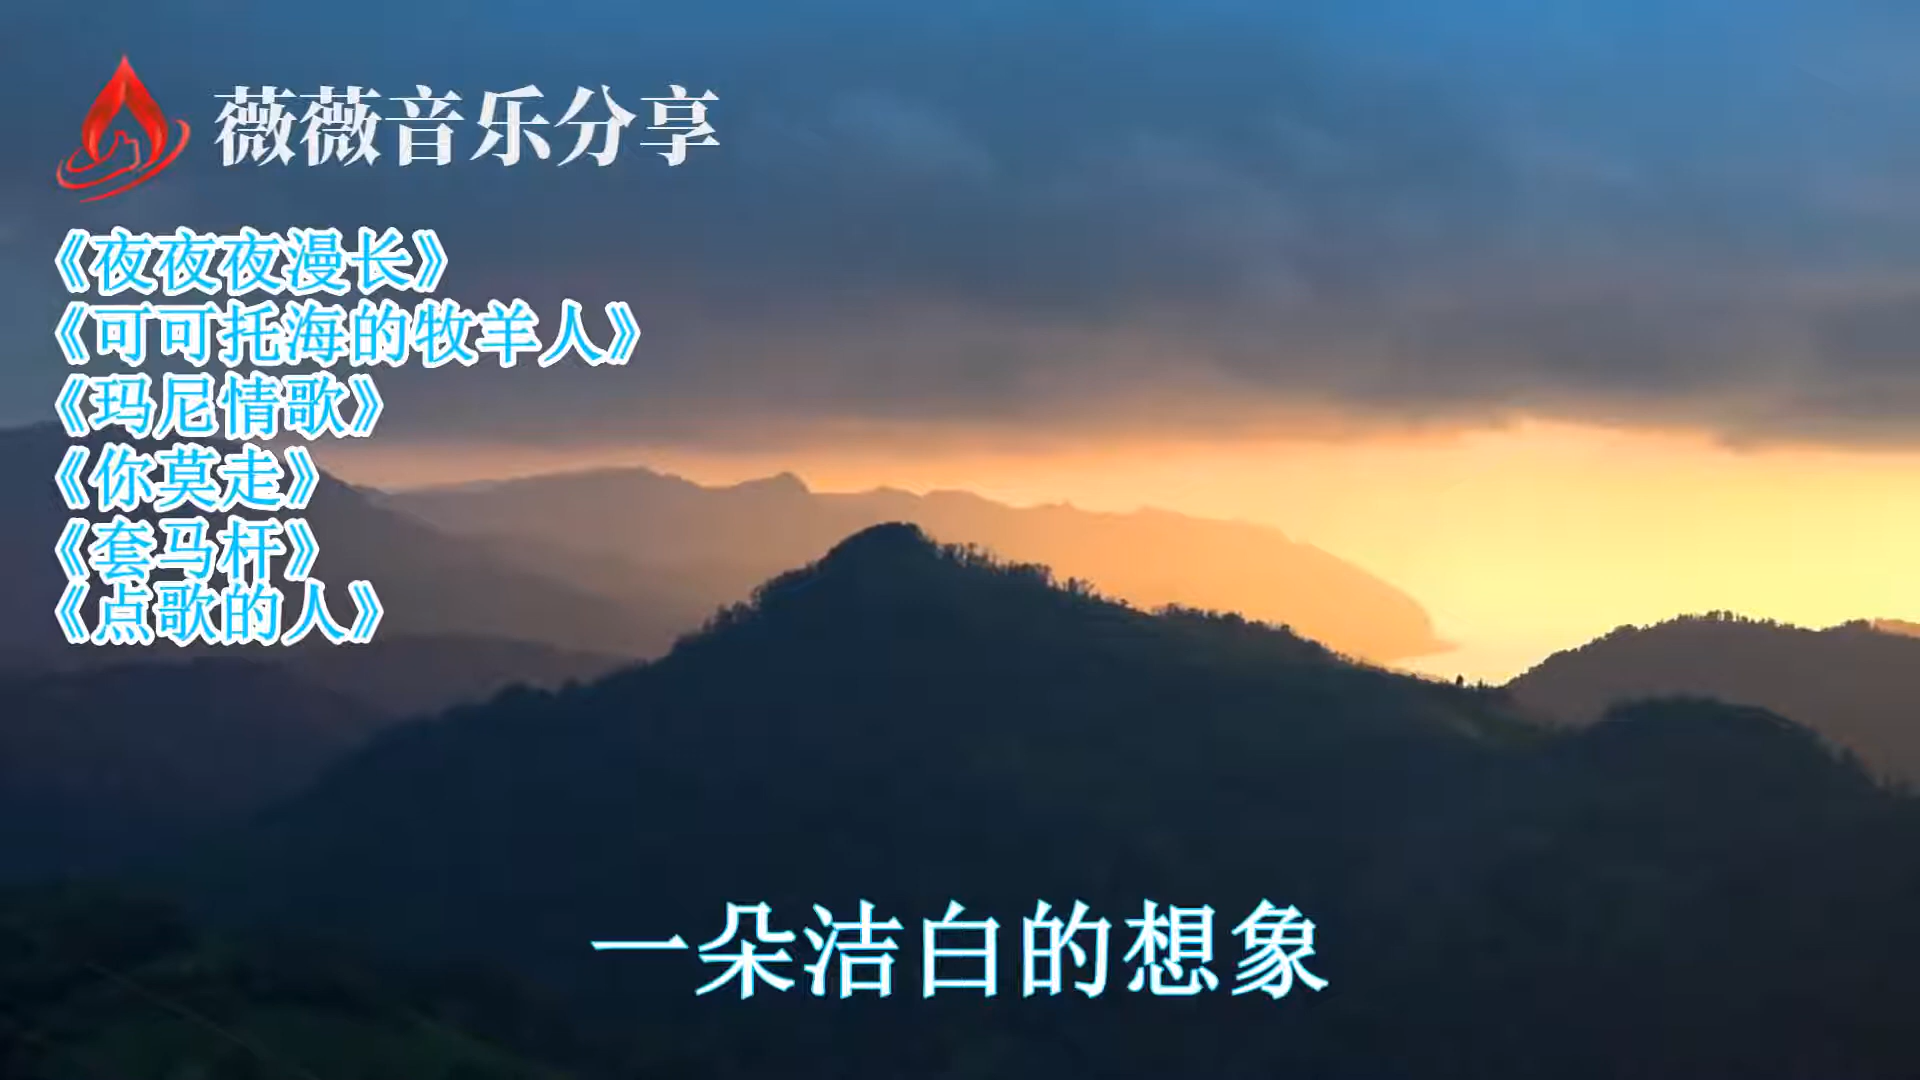 薇薇音乐分享
《夜夜夜漫长》
《可可托海的牧羊人》
《玛尼情歌》
《你莫走》
《套马杆》
《点歌的人》
一朵洁白的想象